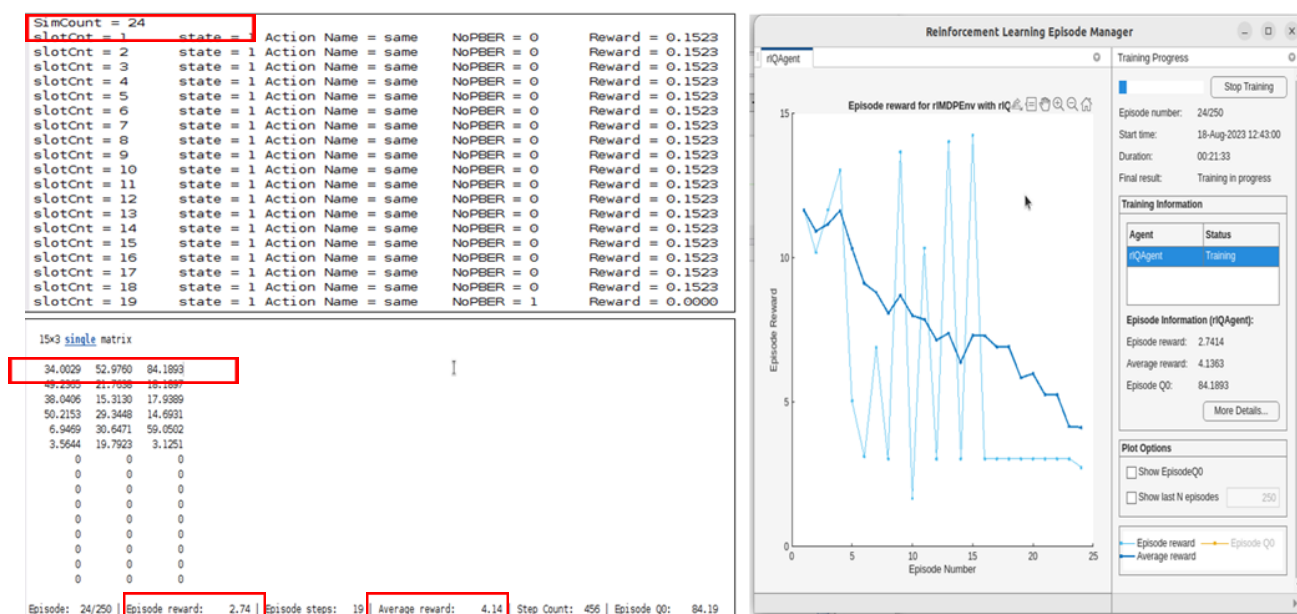 SimCount = 24
slotCnt = 1 state = 1 Action Name = same NoPBER = 0 Reward = 0.1523
slotCnt = 2 state = 1 Action Name = same NoPBER = 0 Reward = 0.1523
slotCnt = 3 state = 1 Action Name = same NoPBER = 0 Reward = 0.1523
slotCnt = 4 state = 1 Action Name = same NoPBER = 0 Reward = 0.1523
slotCnt = 5 state = 1 Action Name = same NoPBER = 0 Reward = 0.1523
slotCnt = 6 state = 1 Action Name = same NoPBER = 0 Reward = 0.1523
slotCnt = 7 state = 1 Action Name = same NoPBER = 0 Reward = 0.1523
slotCnt = 8 state = 1 Action Name = same NoPBER = 0 Reward = 0.1523
slotCnt = 9 state = 1 Action Name = same NoPBER = 0 Reward = 0.1523
slotCnt = 10 state = 1 Action Name = same NoPBER = 0 Reward = 0.1523
slotCnt = 11 state = 1 Action Name = same NoPBER = 0 Reward = 0.1523
slotCnt = 12 state = 1 Action Name = same NoPBER = 0 Reward = 0.1523
slotCnt = 13 state = 1 Action Name = same NoPBER = 0 Reward = 0.1523
slotCnt = 14 state = 1 Action Name = same NoPBER = 0 Reward = 0.1523
slotCnt = 15 state = 1 Action Name = same NoPBER = 0 Reward = 0.1523
slotCnt = 16 state = 1 Action Name = same NoPBER = 0 Reward = 0.1523
slotCnt = 17 state = 1 Action Name = same NoPBER = 0 Reward = 0.1523
slotCnt = 18 state = 1 Action Name = same NoPBER = 0 Reward = 0.1523
slotCnt = 19 state = 1 Action Name = same NoPBER = 1 Reward = 0.0000
15×3 single matrix
34.0029 52.9760 84.1893
38.0406 15.3130 17.9389
50.2153 29.3448 14.6931
6.9469 30.6471 59.0502
3.5644 19.7923 3.1251
0 0 0
0 0 0
0 0 0
0 0 0
0 0 0
0 0 0
0 0 0
0 0 0
0 0 0
Episode: 24/250 | Episode reward: 2.74 | Episode steps: 19 | Average reward: 4.14 | Step Count: 456 | Episode Q0: 84.19
Reinforcement Learning Episode Manager
rlQAgent
Episode reward for rlMDPEnv with rlQ
15
10
5
0
0 5 10 15 20 25
Episode Reward
Episode Number
Training Progress
Stop Training
Episode number: 24/250
Start time: 18-Aug-2023 12:43:00
Duration: 00:21:33
Final result: Training in progress
Training Information
Agent Status
rlQAgent Training
Episode Information (rlQAgent):
Episode reward: 2.7414
Average reward: 4.1363
Episode Q0: 84.1893
More Details...
Plot Options
Show EpisodeQ0
Show last N episodes 250
Episode reward Episode Q0
Average reward